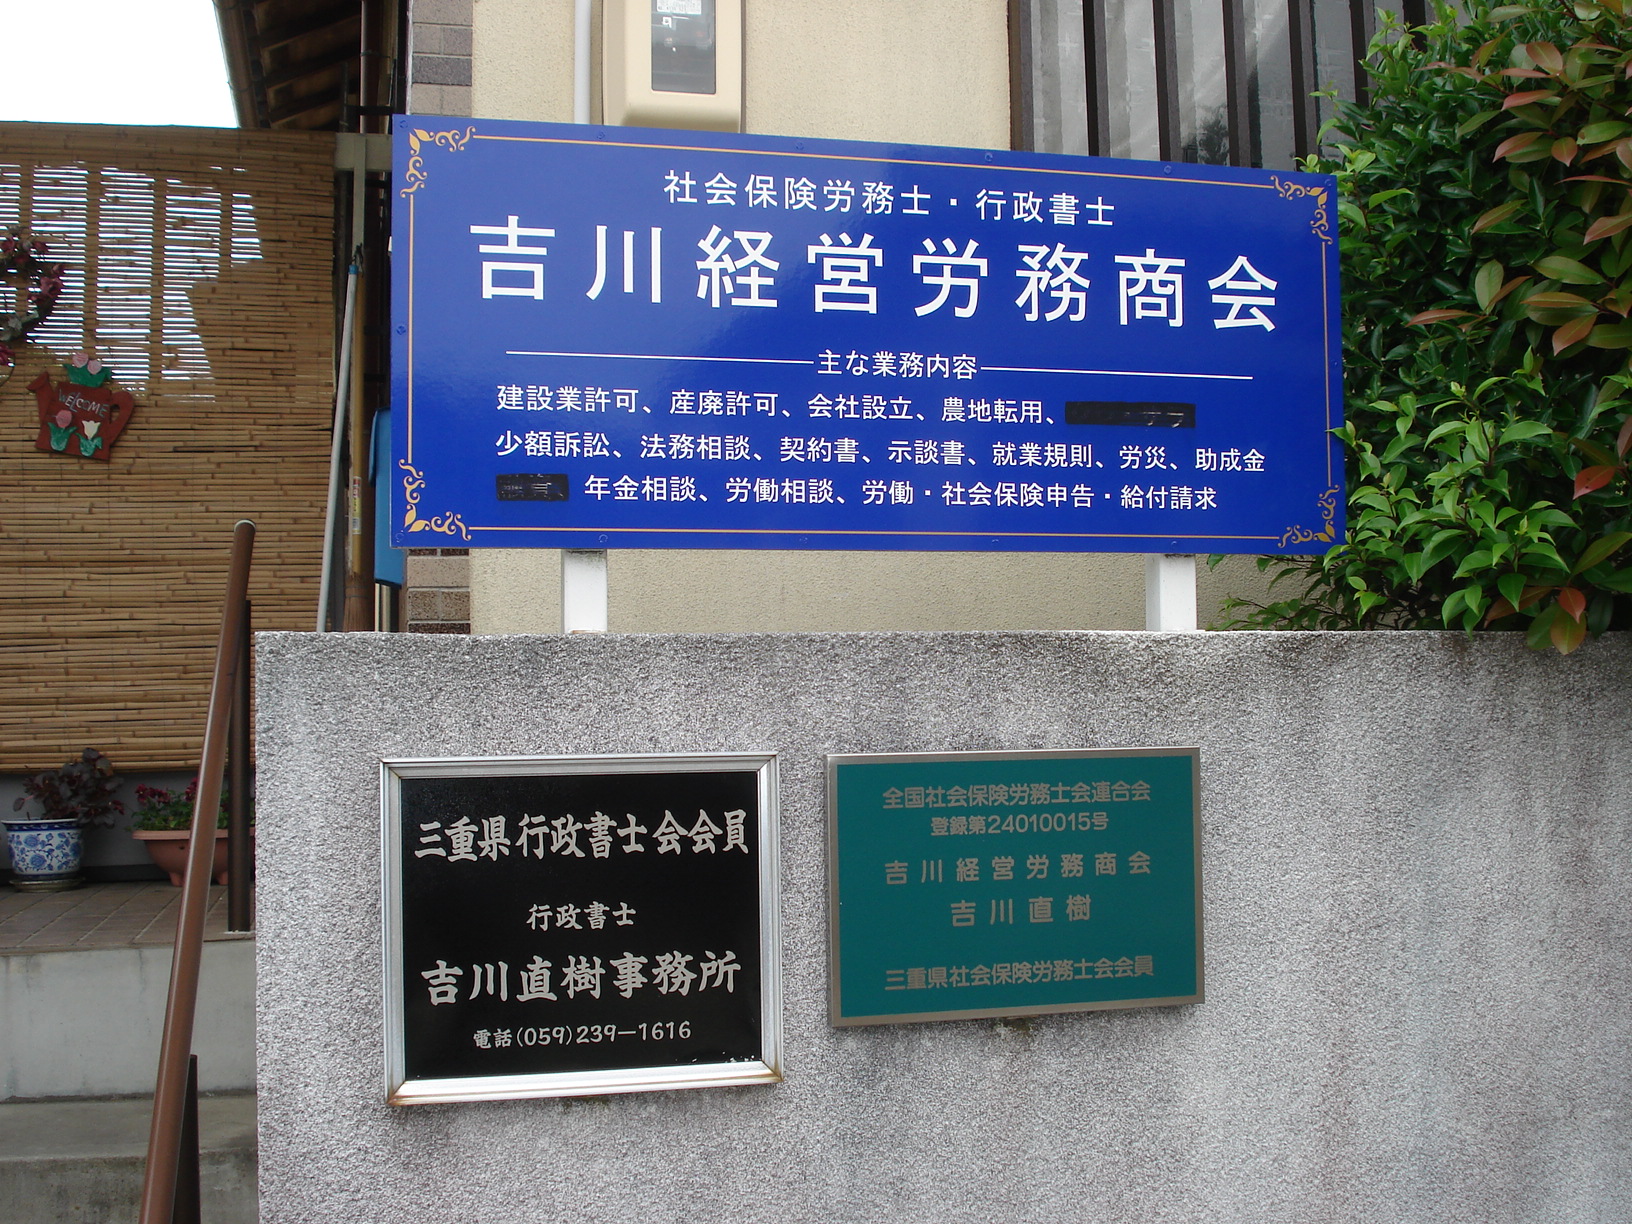 社会保険労務士・行政書士
吉川経営労務商会
主な業務内容
建設業許可、産廃許可、会社設立、農地転用、
少額訴訟、法務相談、契約書、示談書、就業規則、労災、助成金
年金相談、労働相談、労働・社会保険申告・給付請求
WELCOME
三重県行政書士会会員
行政書士
吉川直樹事務所
電話(059)239-1616
全国社会保険労務士会連合会
登録第24010015号
吉川経営労務商会
吉川直樹
三重県社会保険労務士会会員